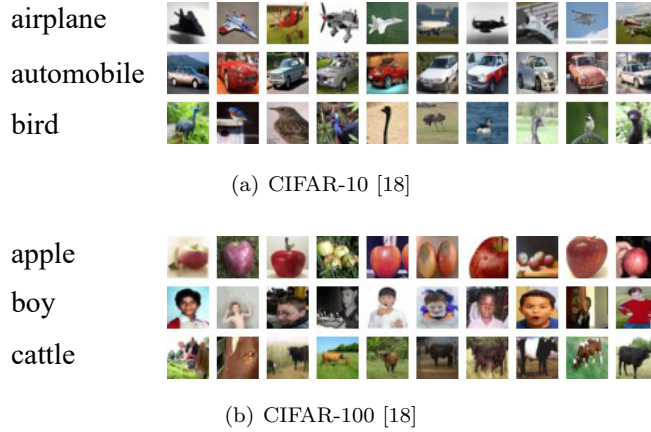 airplane
automobile
bird
(a) CIFAR-10 [18]
apple
boy
cattle
(b) CIFAR-100 [18]